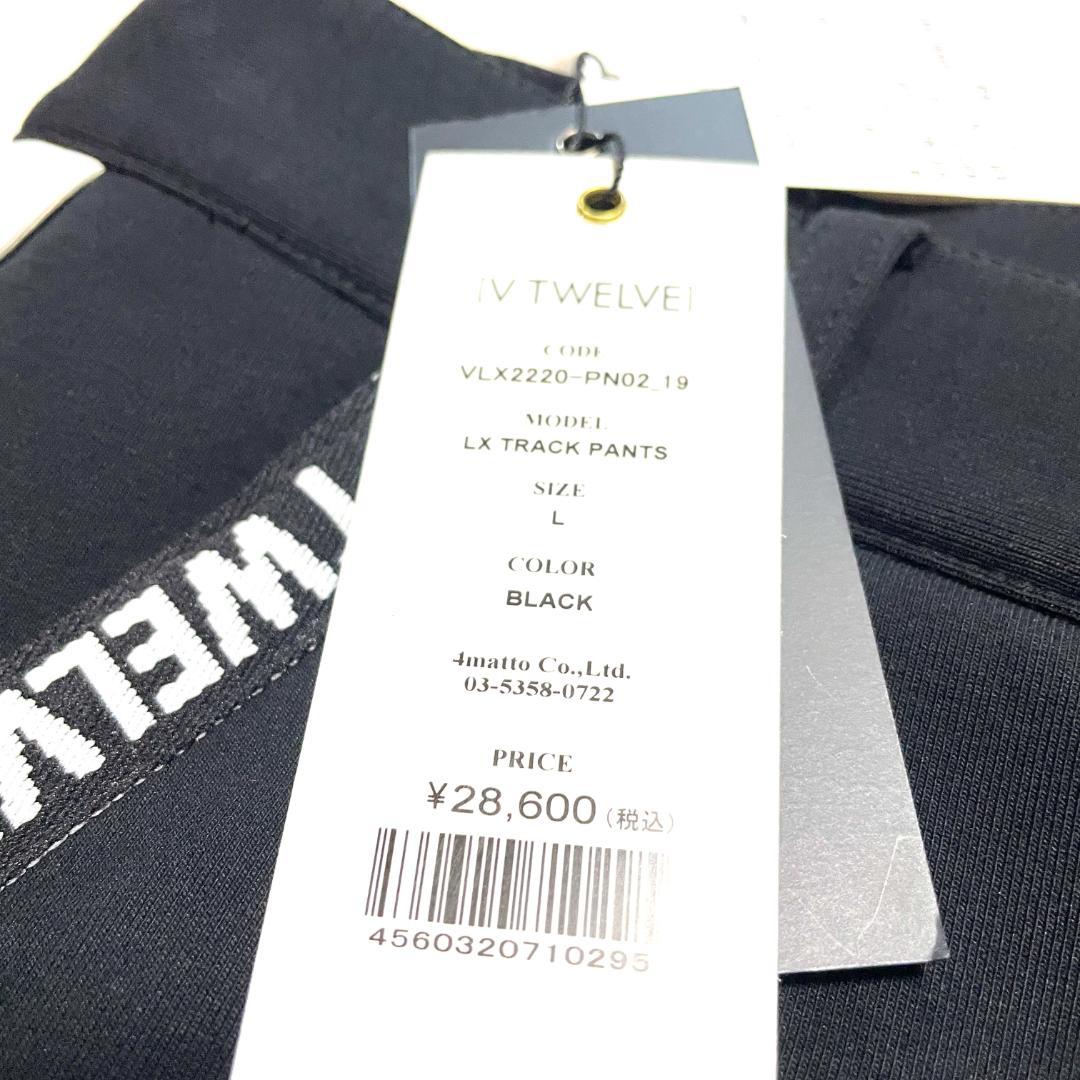 [V TWELVE]
CODE
VLX2220-PN02_19
MODEL
LX TRACK PANTS
SIZE
L
COLOR
BLACK
4matto Co.,Ltd.
03-5358-0722
PRICE
¥28,600(税込)
4560320710295
TWELV